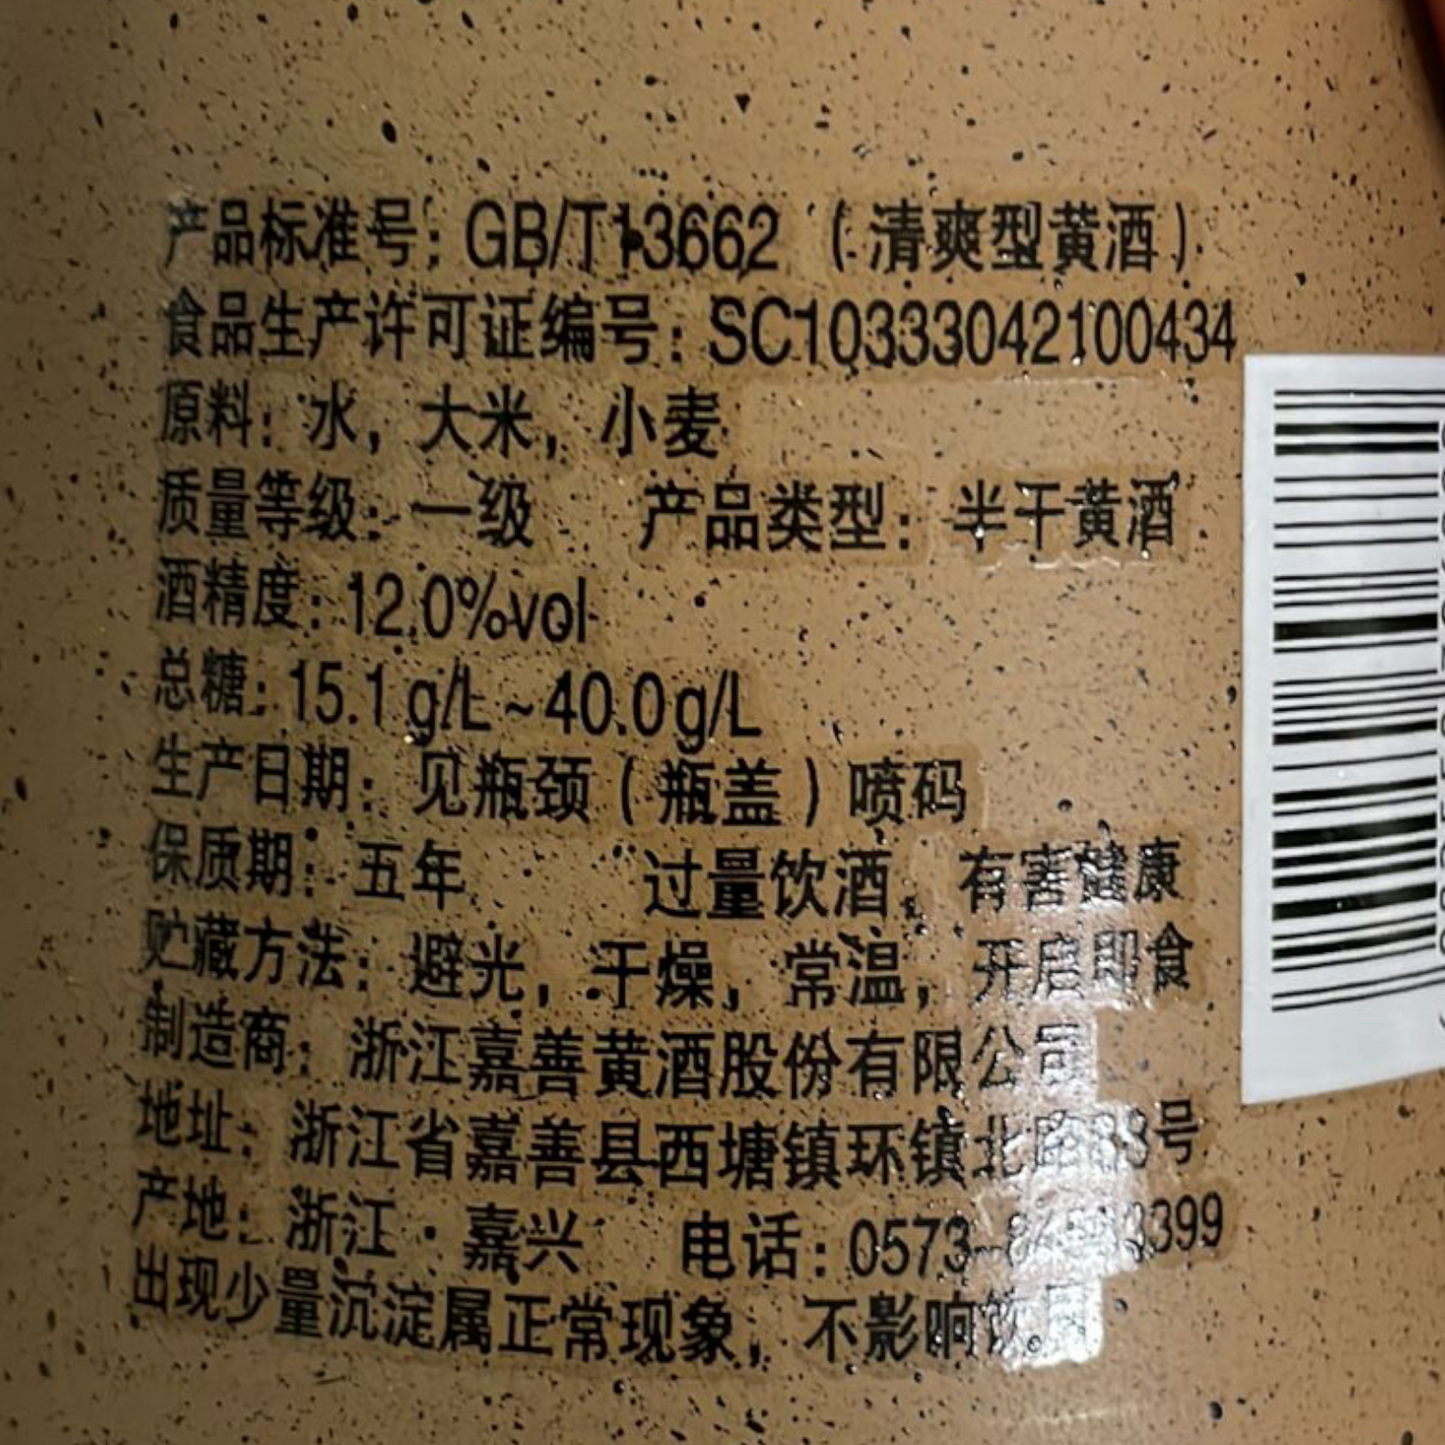 产品标准号：GB/T13662（清爽型黄酒）
食品生产许可证编号：SC10333042100434
原料：水，大米，小麦
质量等级：一级 产品类型：半干黄酒
酒精度：12.0%vol
总糖：15.1g/L~40.0g/L
生产日期：见瓶颈（瓶盖）喷码
保质期：五年 过量饮酒，有害健康
贮藏方法：避光，干燥，常温，开启即食
制造商：浙江嘉善黄酒股份有限公司
地址：浙江省嘉善县西塘镇环镇北路88号
产地：浙江·嘉兴 电话：0573-
出现少量沉淀属正常现象，不影响饮用